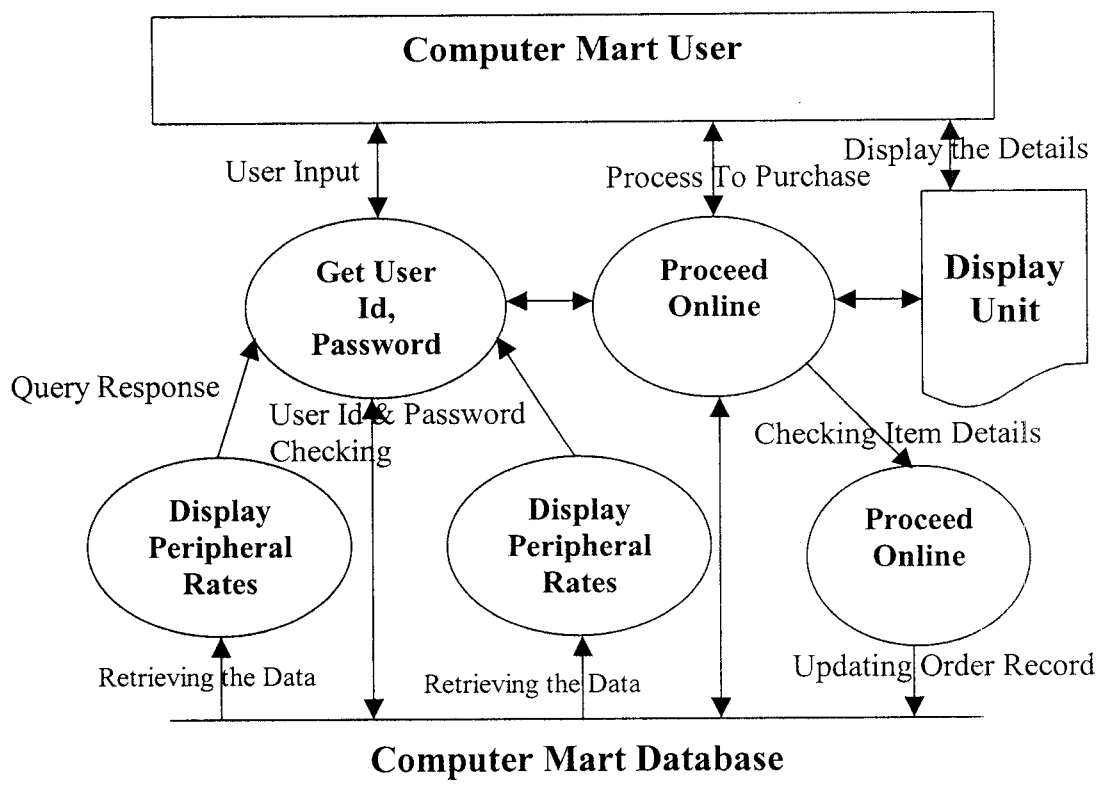 Computer Mart User
User Input
Process To Purchase
Display the Details
Get User
Id,
Password
Proceed
Online
Display
Unit
Query Response
User Id & Password
Checking
Checking Item Details
Display
Peripheral
Rates
Display
Peripheral
Rates
Proceed
Online
Retrieving the Data
Retrieving the Data
Updating Order Record
Computer Mart Database